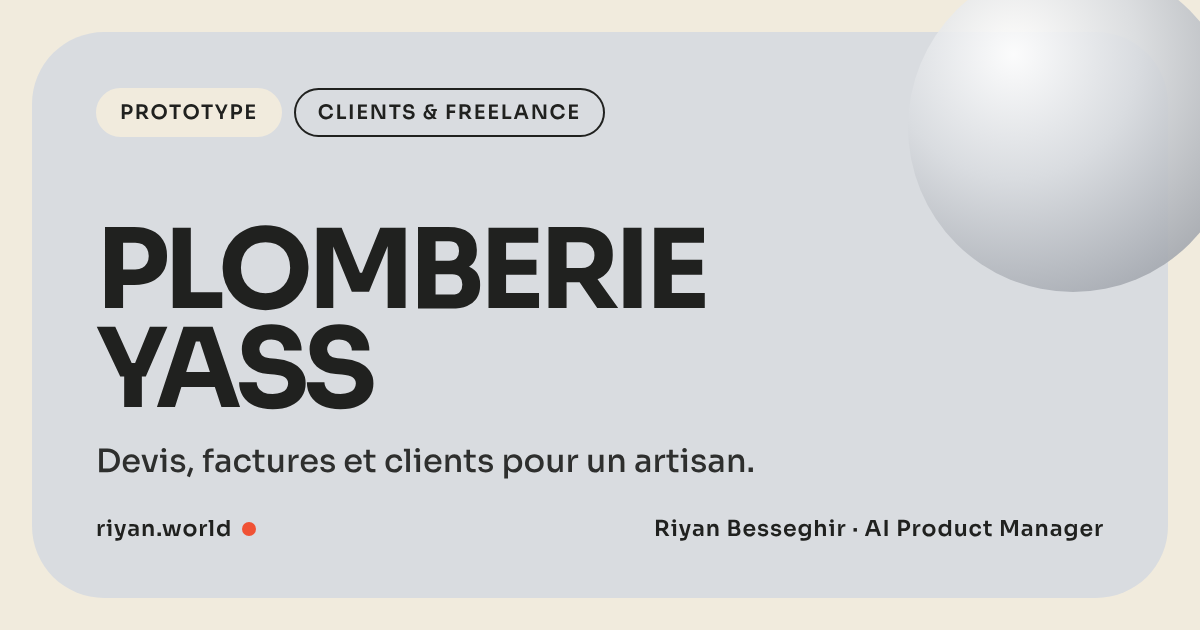 PROTOTYPE
CLIENTS & FREELANCE
PLOMBERIE
YASS
Devis, factures et clients pour un artisan.
riyan.world
Riyan Besseghir · AI Product Manager